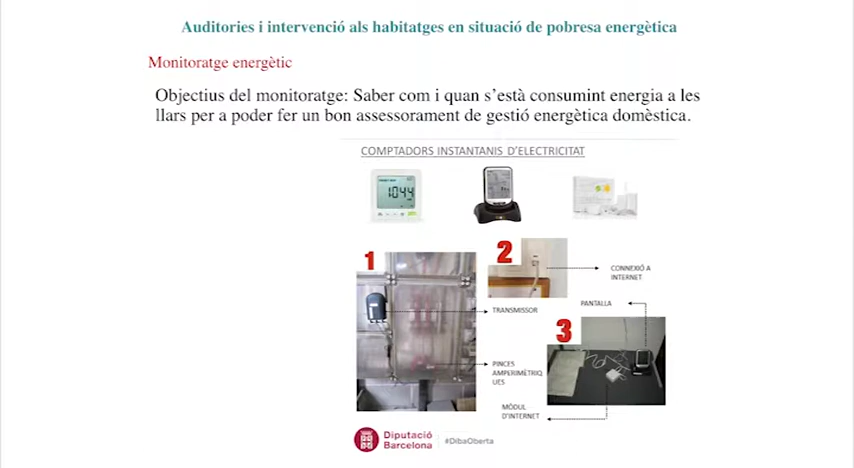 Auditories i intervenció als habitatges en situació de pobresa energètica
Monitoratge energètic
Objectius del monitoratge: Saber com i quan s'està consumint energia a les
llars per a poder fer un bon assessorament de gestió energètica domèstica.
COMPTADORS INSTANTANIS D'ELECTRICITAT
1044
1
2
CONNEXIÓ A
INTERNET
TRANSMISSOR
PANTALLA
3
PINCES
AMPERIMÈTRIQ
UES
MÒDUL
D'INTERNET
Diputació
Barcelona
#DibaOberta